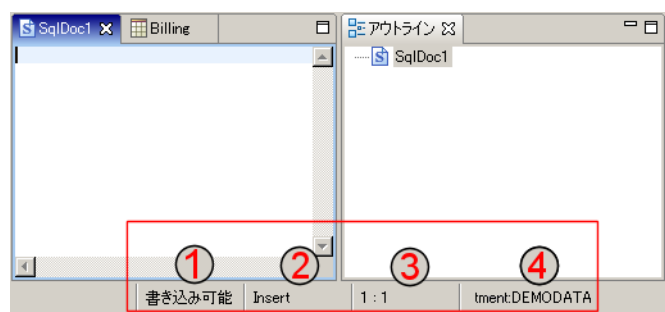 SqlDoc1 Billing アウトライン
SqlDoc1
① ② ③ ④
書き込み可能 Insert 1 : 1 tment:DEMODATA